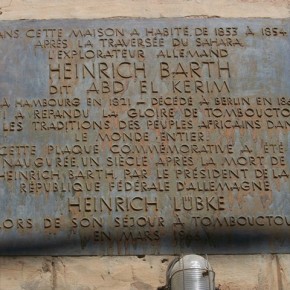 DANS CETTE MAISON A HABITÉ, DE 1853 À 1854
APRÈS LA TRAVERSÉE DU SAHARA
L'EXPLORATEUR ALLEMAND
HEINRICH BARTH
DIT ABD EL KERIM
À HAMBOURG EN 1821 - DÉCÉDÉ À BERLIN EN
A RÉPANDU LA GLOIRE DE TOMBOUCTO
LES TRADITIONS DES PEUPLES AFRICAINS DANS
LE MONDE ENTIER.
CETTE PLAQUE COMMÉMORATIVE A ÉTÉ
INAUGURÉE, UN SIÈCLE APRÈS LA MORT DE
HEINRICH BARTH, PAR LE PRÉSIDENT DE LA
RÉPUBLIQUE FÉDÉRALE D'ALLEMAGNE
HEINRICH LÜBKE
LORS DE SON SÉJOUR À TOMBOUCTOU
EN MARS